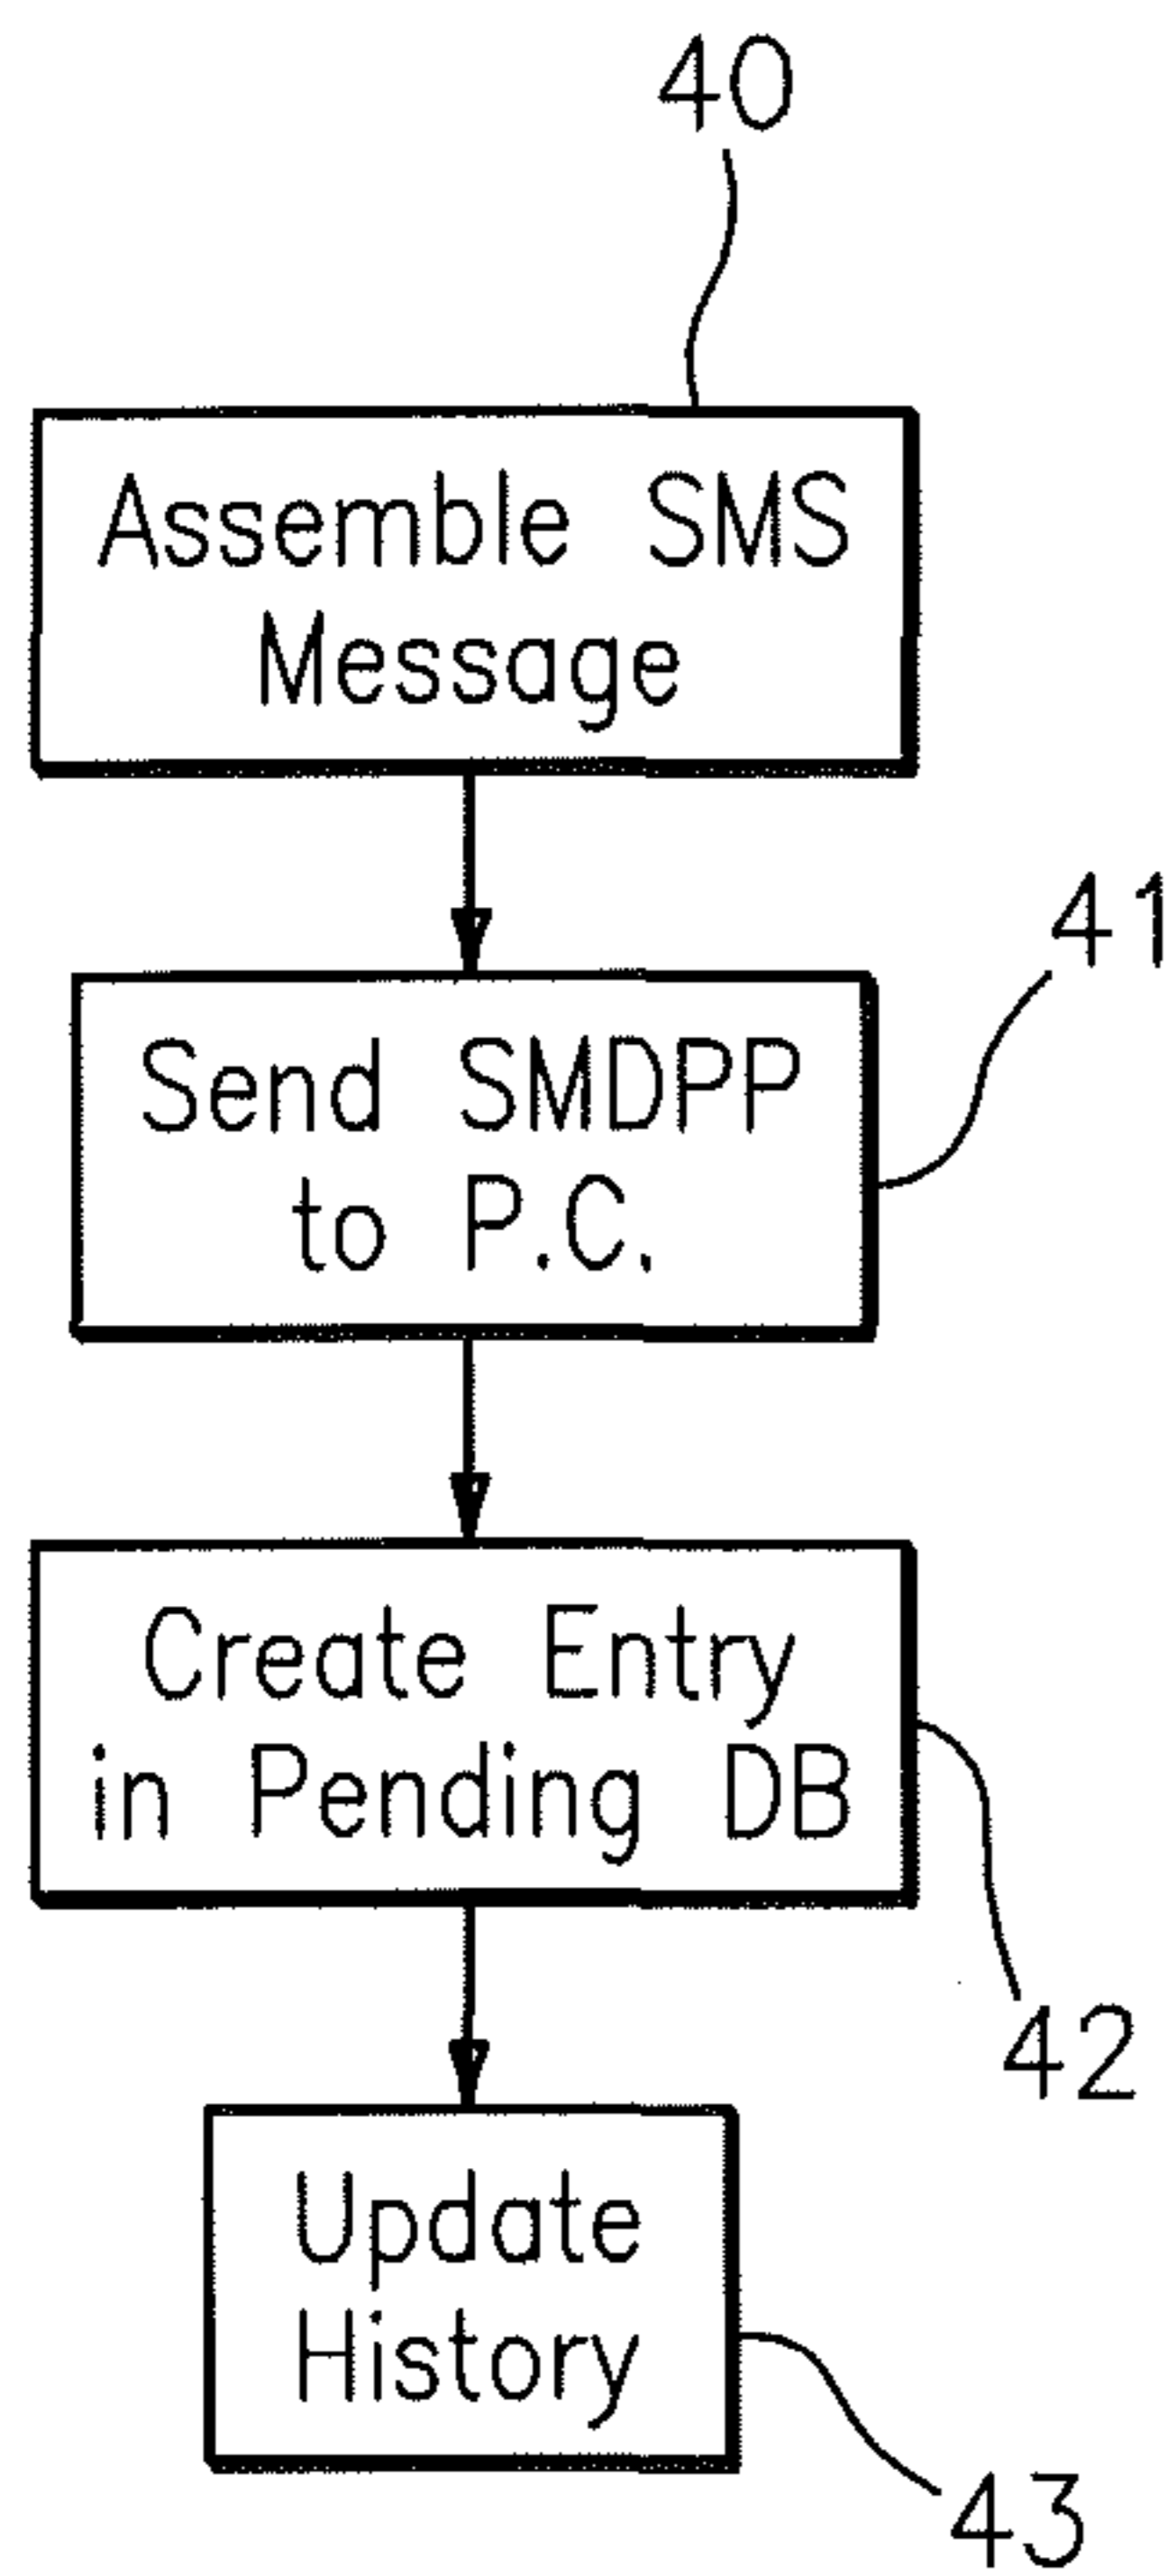 40
Assemble SMS
Message
41
Send SMDPP
to P.C.
Create Entry
in Pending DB
42
Update
History
43